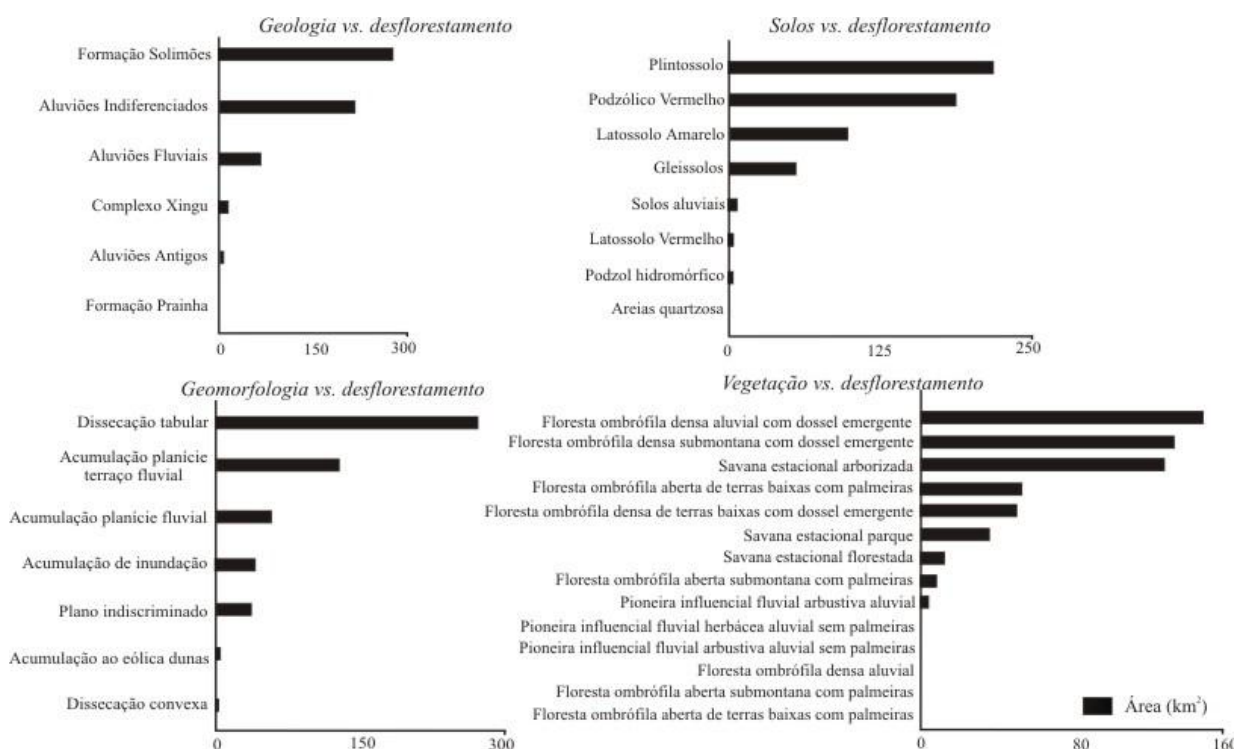 Geologia vs. desflorestamento
Formação Solimões
Aluviões Indiferenciados
Aluviões Fluviais
Complexo Xingu
Aluviões Antigos
Formação Prainha
0 150 300
Solos vs. desflorestamento
Plintossolo
Podzólico Vermelho
Latossolo Amarelo
Gleissolos
Solos aluviais
Latossolo Vermelho
Podzol hidromórfico
Areias quartzosa
0 125 250
Geomorfologia vs. desflorestamento
Dissecação tabular
Acumulação planície
terraço fluvial
Acumulação planície fluvial
Acumulação de inundação
Plano indiscriminado
Acumulação ao eólica dunas
Dissecação convexa
0 300
Vegetação vs. desflorestamento
Floresta ombrófila densa aluvial com dossel emergente
Floresta ombrófila densa submontana com dossel emergente
Savana estacional arborizada
Floresta ombrófila aberta de terras baixas com palmeiras
Floresta ombrófila densa de terras baixas com dossel emergente
Savana estacional parque
Savana estacional florestada
Floresta ombrófila aberta submontana com palmeiras
Pioneira influencial fluvial arbustiva aluvial
Pioneira influencial fluvial herbácea aluvial sem palmeiras
Pioneira influencial fluvial arbustiva aluvial sem palmeiras
Floresta ombrófila densa aluvial
Floresta ombrófila aberta submontana com palmeiras
Floresta ombrófila aberta de terras baixas com palmeiras
Área (km²)
0 80 160